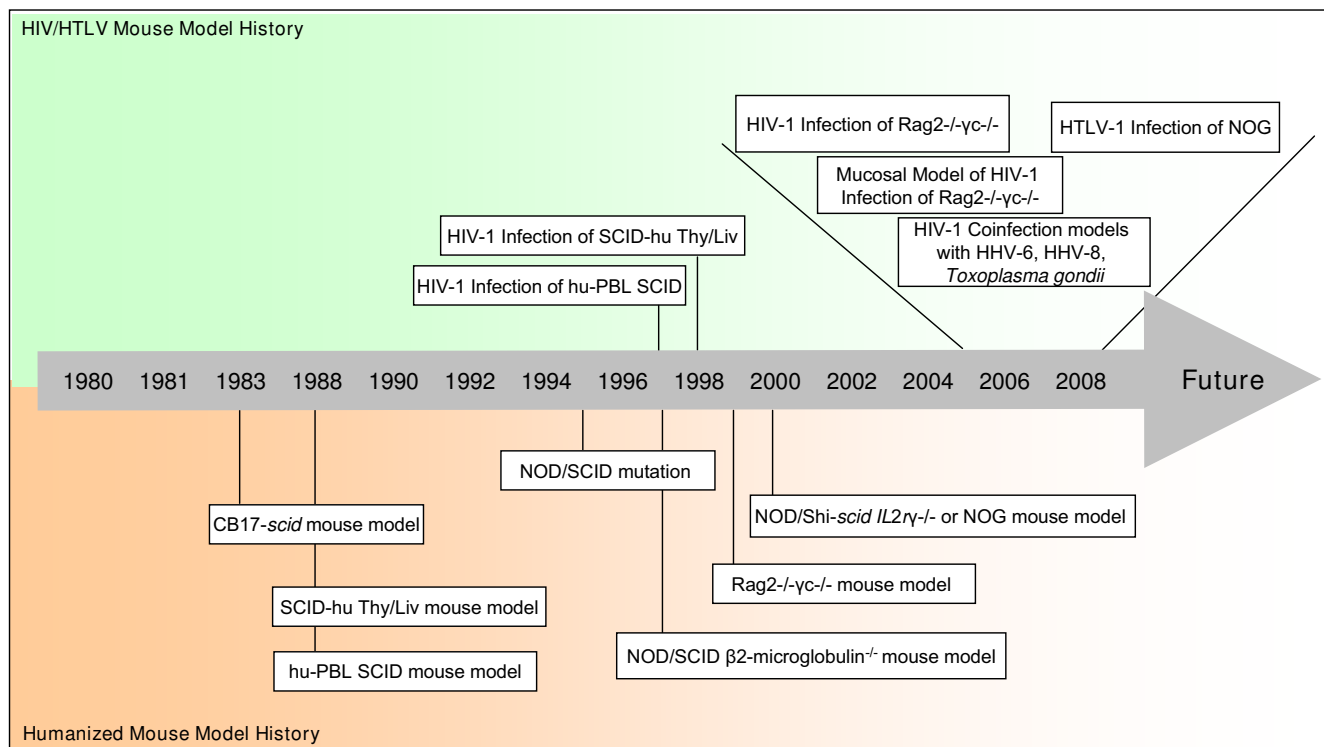 HIV/HTLV Mouse Model History
HIV-1 Infection of Rag2-/-γc-/-
HTLV-1 Infection of NOG
Mucosal Model of HIV-1
Infection of Rag2-/-γc-/-
HIV-1 Coinfection models
with HHV-6, HHV-8,
Toxoplasma gondii
HIV-1 Infection of SCID-hu Thy/Liv
HIV-1 Infection of hu-PBL SCID
1980 1981 1983 1988 1990 1992 1994 1996 1998 2000 2002 2004 2006 2008 Future
NOD/SCID mutation
CB17-scid mouse model
NOD/Shi-scid IL2rγ-/- or NOG mouse model
Rag2-/-γc-/- mouse model
SCID-hu Thy/Liv mouse model
hu-PBL SCID mouse model
NOD/SCID β2-microglobulin-/- mouse model
Humanized Mouse Model History